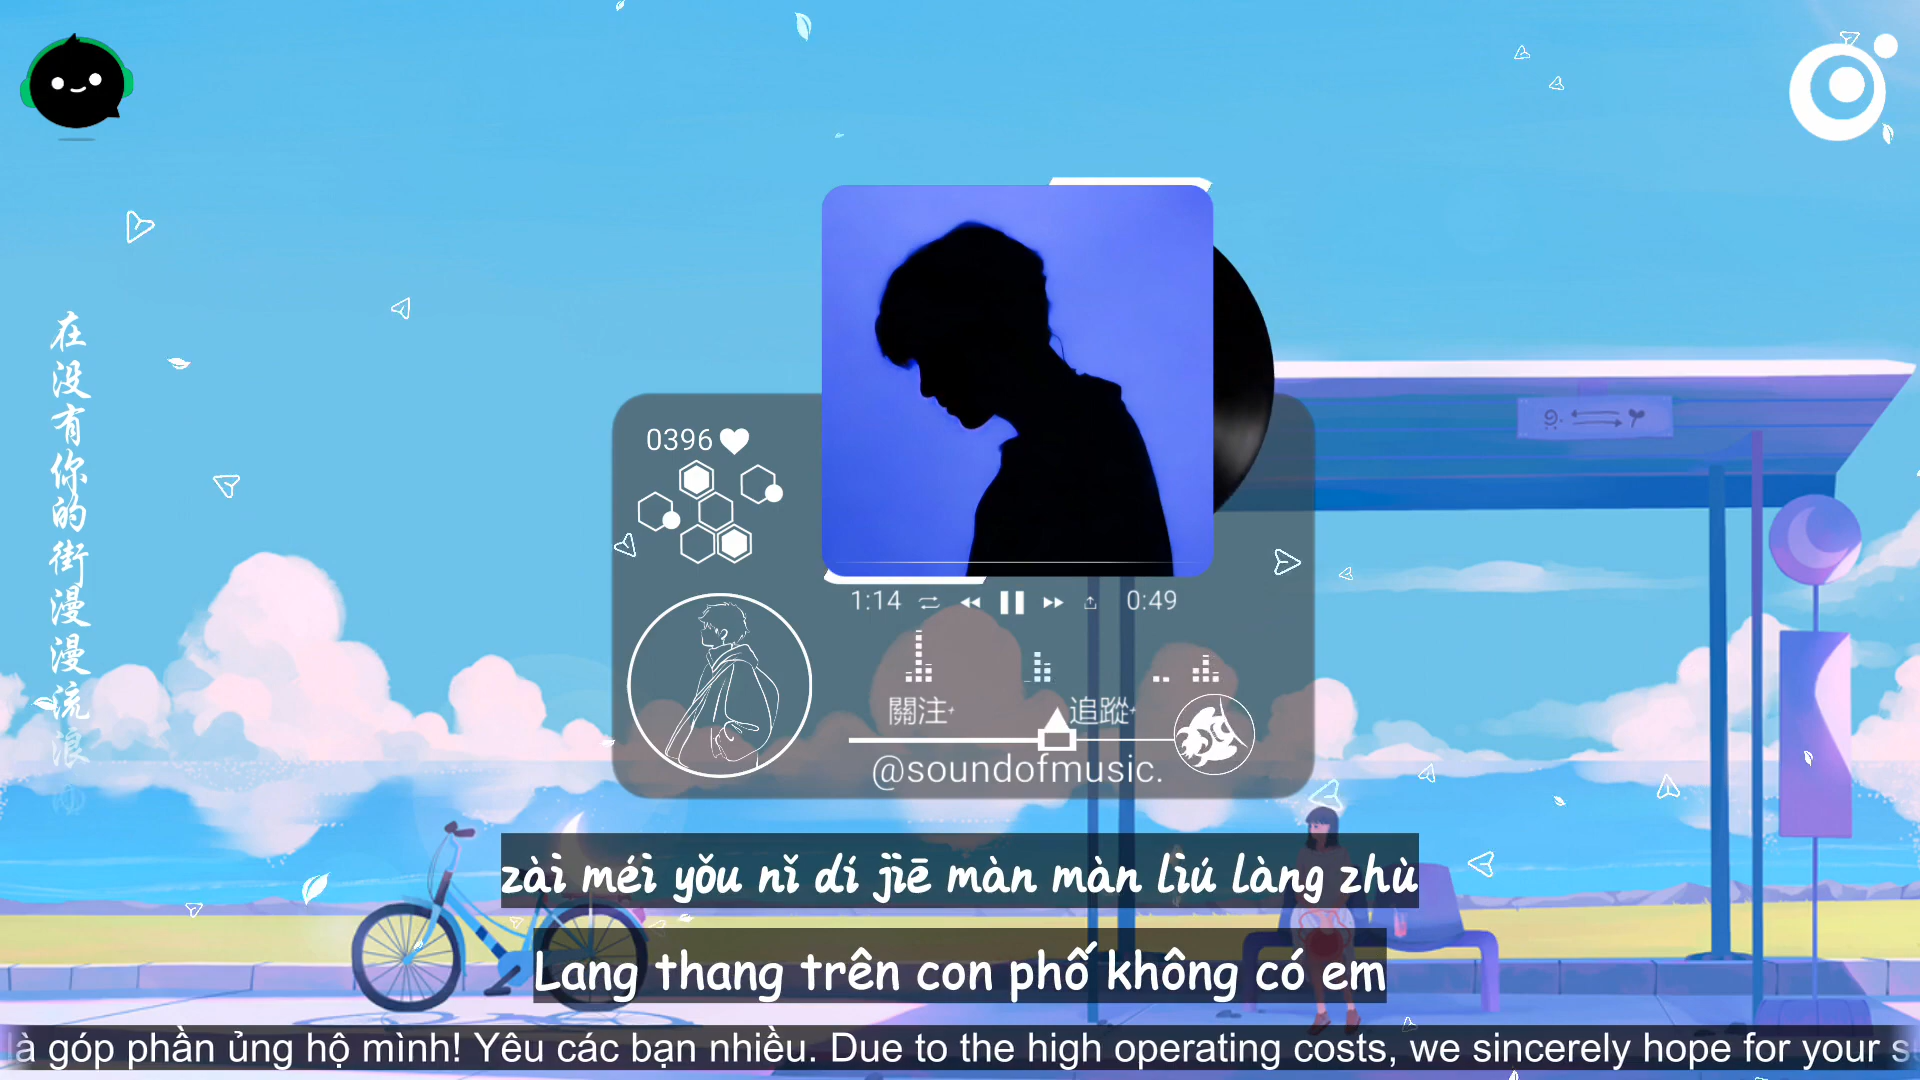 在没有你的街漫漫流浪
0396
1:14
0:49
關注+
追蹤+
@soundofmusic.
zài méi yǒu nǐ dí jiē màn màn liú làng zhù
Lang thang trên con phố không có em
là góp phần ủng hộ mình! Yêu các bạn nhiều. Due to the high operating costs, we sincerely hope for your s